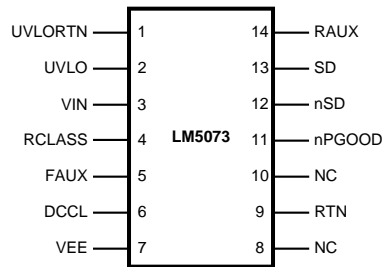 UVLORTN 1 14 RAUX
UVLO 2 13 SD
VIN 3 12 nSD
RCLASS 4 LM5073 11 nPGOOD
FAUX 5 10 NC
DCCL 6 9 RTN
VEE 7 8 NC